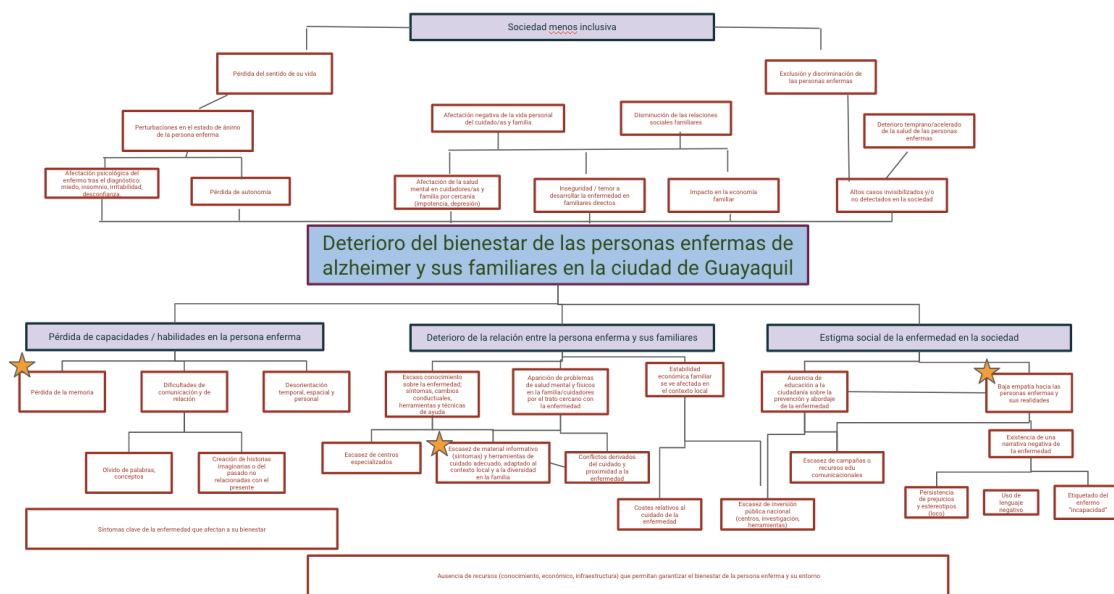 Sociedad menos inclusiva
Pérdida del sentido de su vida
Exclusión y discriminación de
las personas enfermas
Perturbaciones en el estado de ánimo
de la persona enferma
Afectación negativa de la vida personal
del cuidado/as y familia
Disminución de las relaciones
sociales familiares
Deterioro temprano/acelerado
de la salud de las personas
enfermas
Afectación psicológica del
enfermo tras el diagnóstico:
miedo, insomnio, irritabilidad,
desconfianza.
Pérdida de autonomía
Afectación de la salud
mental en cuidadores/as y
familia por cercanía
(impotencia, depresión)
Inseguridad / temor a
desarrollar la enfermedad en
familiares directos
Impacto en la economía
familiar
Altos casos invisibilizados y/o
no detectados en la sociedad
Deterioro del bienestar de las personas enfermas de
alzheimer y sus familiares en la ciudad de Guayaquil
Pérdida de capacidades / habilidades en la persona enferma
Deterioro de la relación entre la persona enferma y sus familiares
Estigma social de la enfermedad en la sociedad
Pérdida de la memoria
Dificultades de
comunicación y de
relación
Desorientación
temporal, espacial y
personal
Escaso conocimiento
sobre la enfermedad;
síntomas, cambios
conductuales,
herramientas y técnicas
de ayuda
Aparición de problemas
de salud mental y físicos
en la familia/cuidadores
por el trato cercano con
la enfermedad
Estabilidad
económica familiar
se ve afectada en
el contexto local
Ausencia de
educación a la
ciudadanía sobre la
prevención y abordaje
de la enfermedad
Baja empatía hacia las
personas enfermas y
sus realidades
Olvido de palabras,
conceptos
Creación de historias
imaginarias o del
pasado no
relacionadas con el
presente
Escasez de centros
especializados
Escasez de material informativo
(síntomas) y herramientas de
cuidado adecuado, adaptado al
contexto local y a la diversidad
en la familia
Conflictos derivados
del cuidado y
proximidad a la
enfermedad
Escasez de campañas o
recursos edu
comunicacionales
Existencia de una
narrativa negativa de
la enfermedad
Costes relativos al
cuidado de la
enfermedad
Escasez de inversión
pública nacional
(centros, investigación,
herramientas)
Persistencia
de prejuicios
y estereotipos
(loco)
Uso de
lenguaje
negativo
Etiquetado del
enfermo
"incapacidad"
Síntomas clave de la enfermedad que afectan a su bienestar
Ausencia de recursos (conocimiento, económico, infraestructura) que permitan garantizar el bienestar de la persona enferma y su entorno